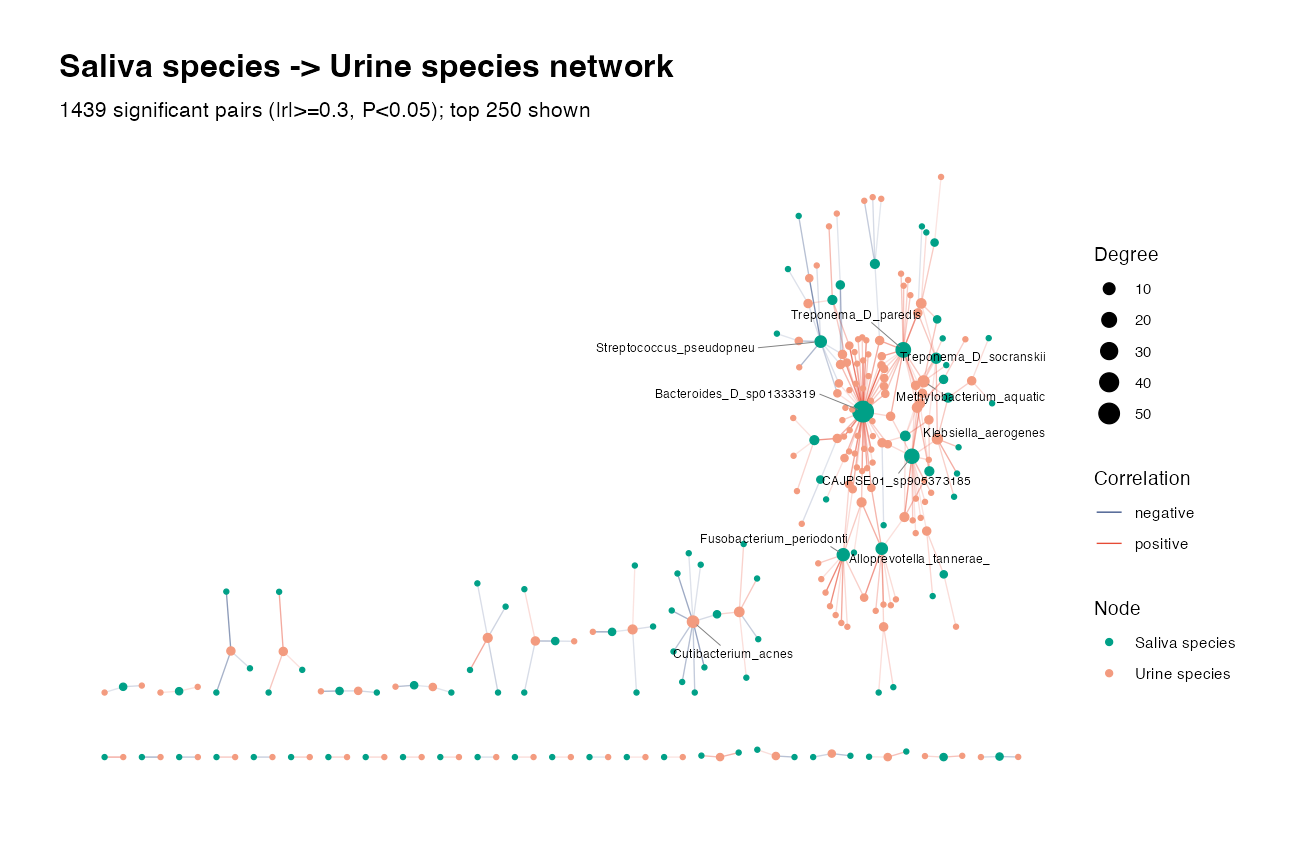 Saliva species -> Urine species network
1439 significant pairs (|r|>=0.3, P<0.05); top 250 shown
Treponema_D_paredis
Streptococcus_pseudopneu
Treponema_D_socranskii
Bacteroides_D_sp01333319
Methylobacterium_aquatic
Klebsiella_aerogenes
CAJPSE01_sp905373185
Fusobacterium_periodonti
Alloprevotella_tannerae_
Cutibacterium_acnes
Degree
10
20
30
40
50
Correlation
negative
positive
Node
Saliva species
Urine species